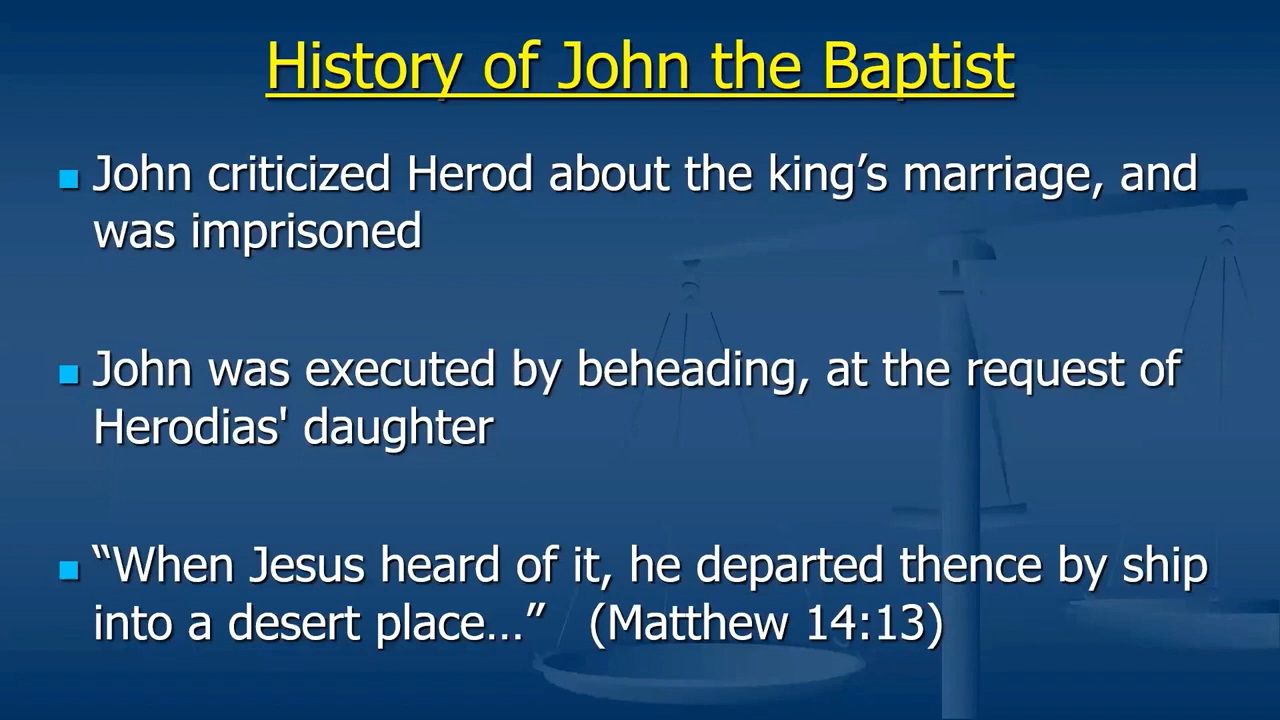 History of John the Baptist
John criticized Herod about the king’s marriage, and
was imprisoned
John was executed by beheading, at the request of
Herodias' daughter
“When Jesus heard of it, he departed thence by ship
into a desert place…” (Matthew 14:13)